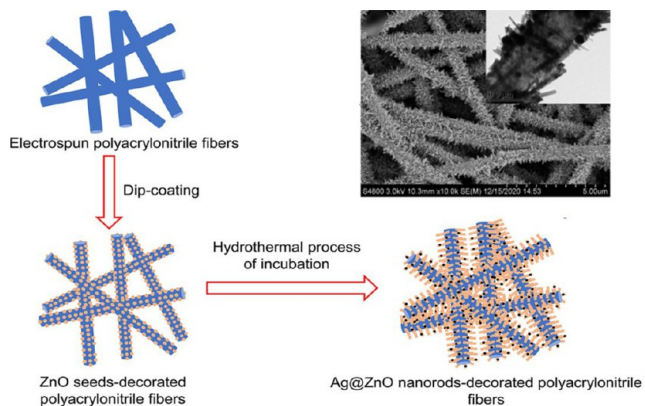 Electrospun polyacrylonitrile fibers
Dip-coating
S4800 3.0kV 10.3mm x10.0k SE(M) 12/15/2020 14:53
5.00um
Hydrothermal process
of incubation
ZnO seeds-decorated
polyacrylonitrile fibers
Ag@ZnO nanorods-decorated polyacrylonitrile
fibers